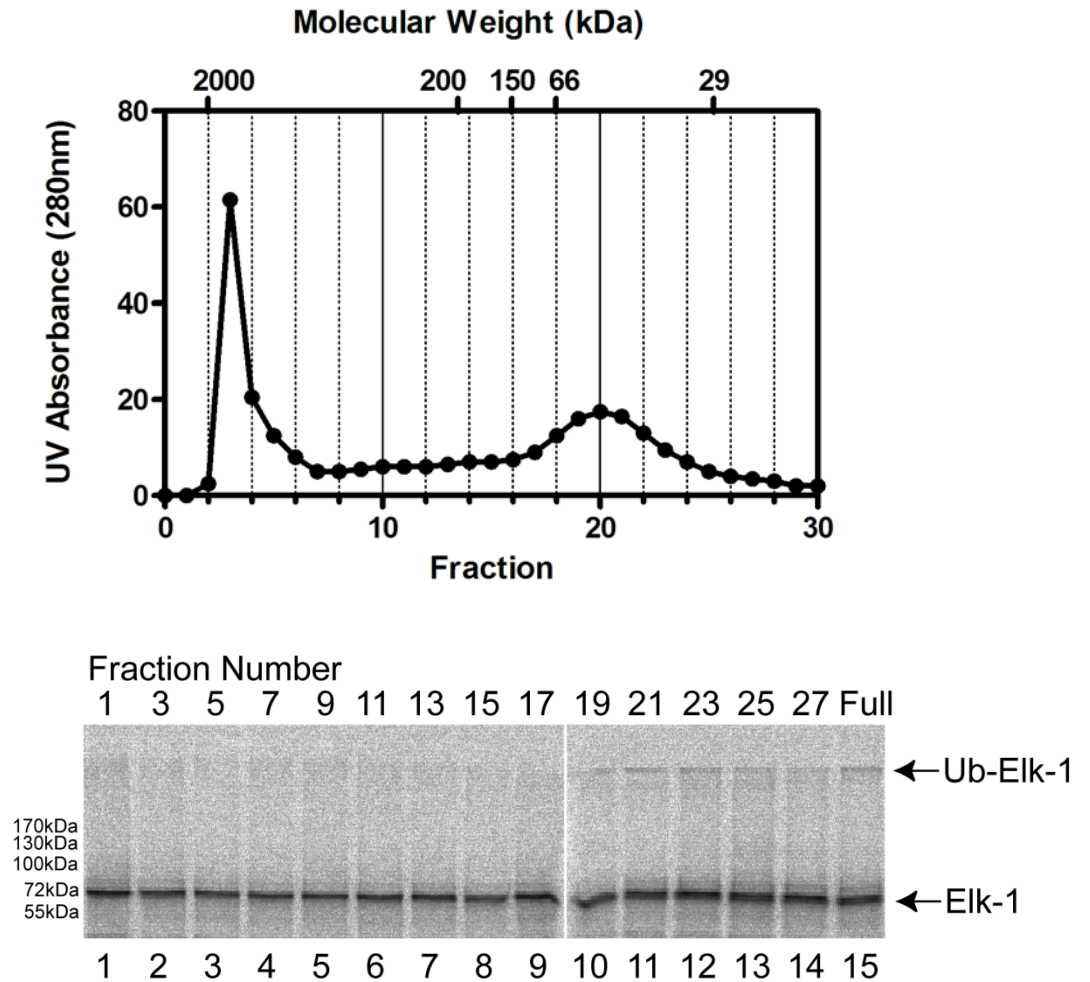 Molecular Weight (kDa)
2000 200 150 66 29
80
60
40
20
0
UV Absorbance (280nm)
0 10 20 30
Fraction
Fraction Number
1 3 5 7 9 11 13 15 17 19 21 23 25 27 Full
Ub-Elk-1
170kDa
130kDa
100kDa
72kDa
55kDa
Elk-1
1 2 3 4 5 6 7 8 9 10 11 12 13 14 15